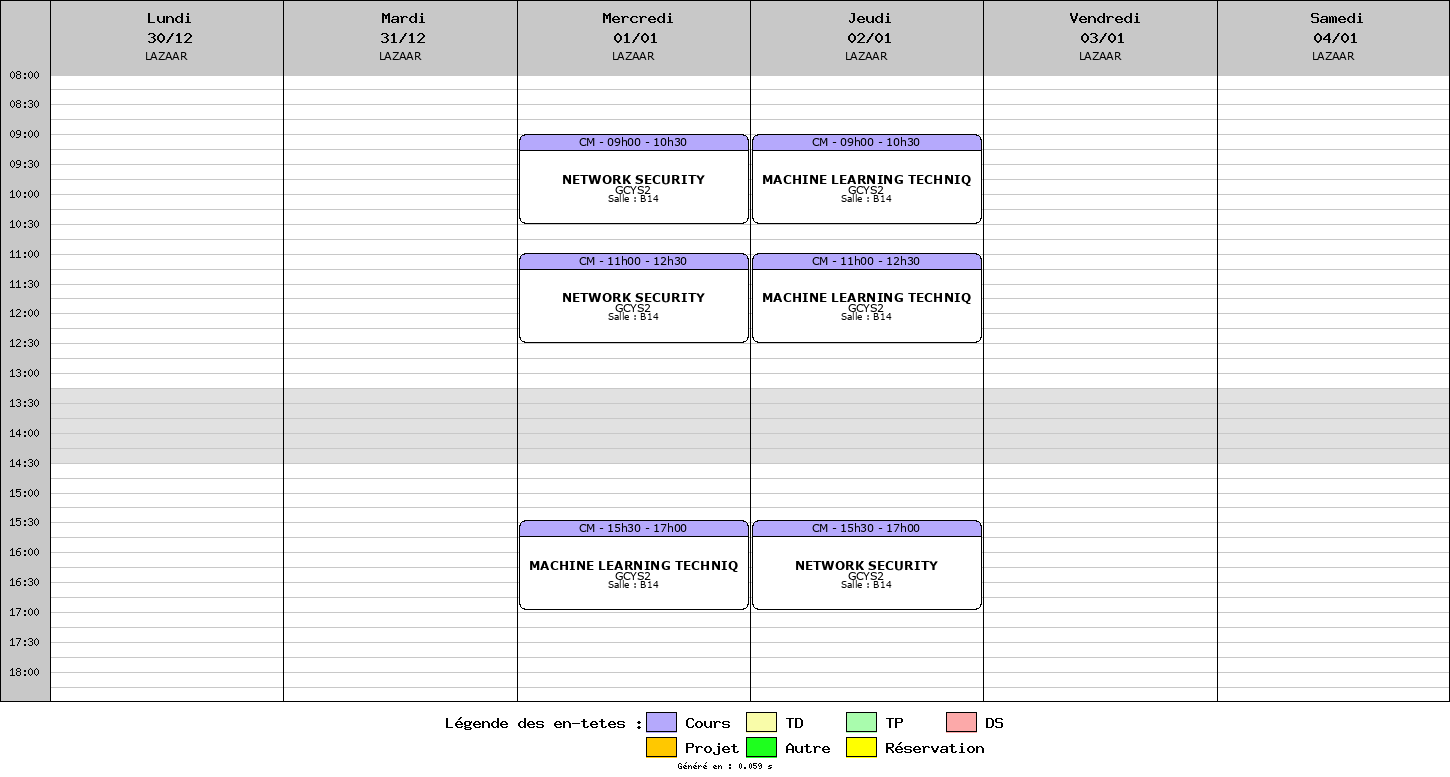 Lundi Mardi Mercredi Jeudi Vendredi Samedi
30/12 31/12 01/01 02/01 03/01 04/01
LAZAAR LAZAAR LAZAAR LAZAAR LAZAAR LAZAAR
08:00
08:30
09:00
CM - 09h00 - 10h30 CM - 09h00 - 10h30
09:30
NETWORK SECURITY MACHINE LEARNING TECHNIQ
GCYS2 GCYS2
10:00
Salle : B14 Salle : B14
10:30
11:00
CM - 11h00 - 12h30 CM - 11h00 - 12h30
11:30
NETWORK SECURITY MACHINE LEARNING TECHNIQ
GCYS2 GCYS2
12:00
Salle : B14 Salle : B14
12:30
13:00
13:30
14:00
14:30
15:00
15:30
CM - 15h30 - 17h00 CM - 15h30 - 17h00
16:00
MACHINE LEARNING TECHNIQ NETWORK SECURITY
GCYS2 GCYS2
16:30
Salle : B14 Salle : B14
17:00
17:30
18:00
Légende des en-tetes : Cours TD TP DS
Projet Autre Réservation
Généré en : 0.059 s